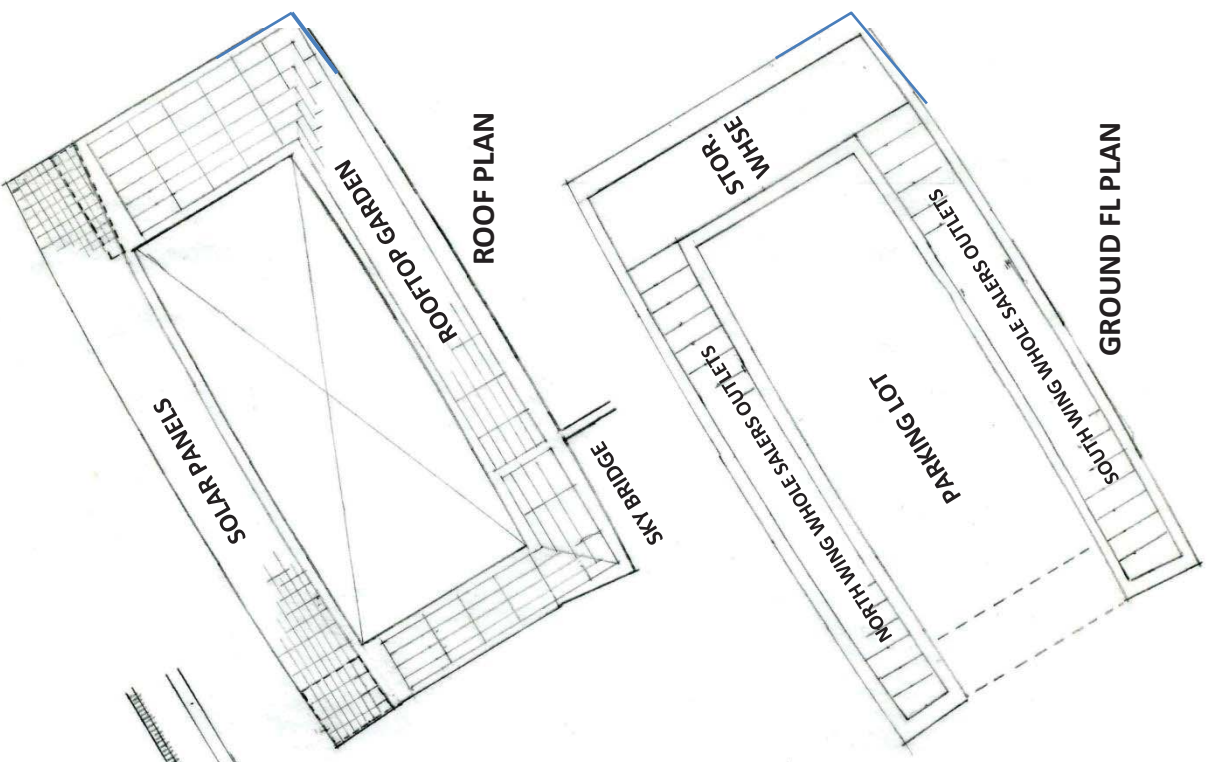 SOLAR PANELS
ROOFTOP GARDEN
SKY BRIDGE
ROOF PLAN
STOR.
WHSE
NORTH WING WHOLE SALERS OUTLETS
PARKING LOT
SOUTH WING WHOLE SALERS OUTLETS
GROUND FL PLAN